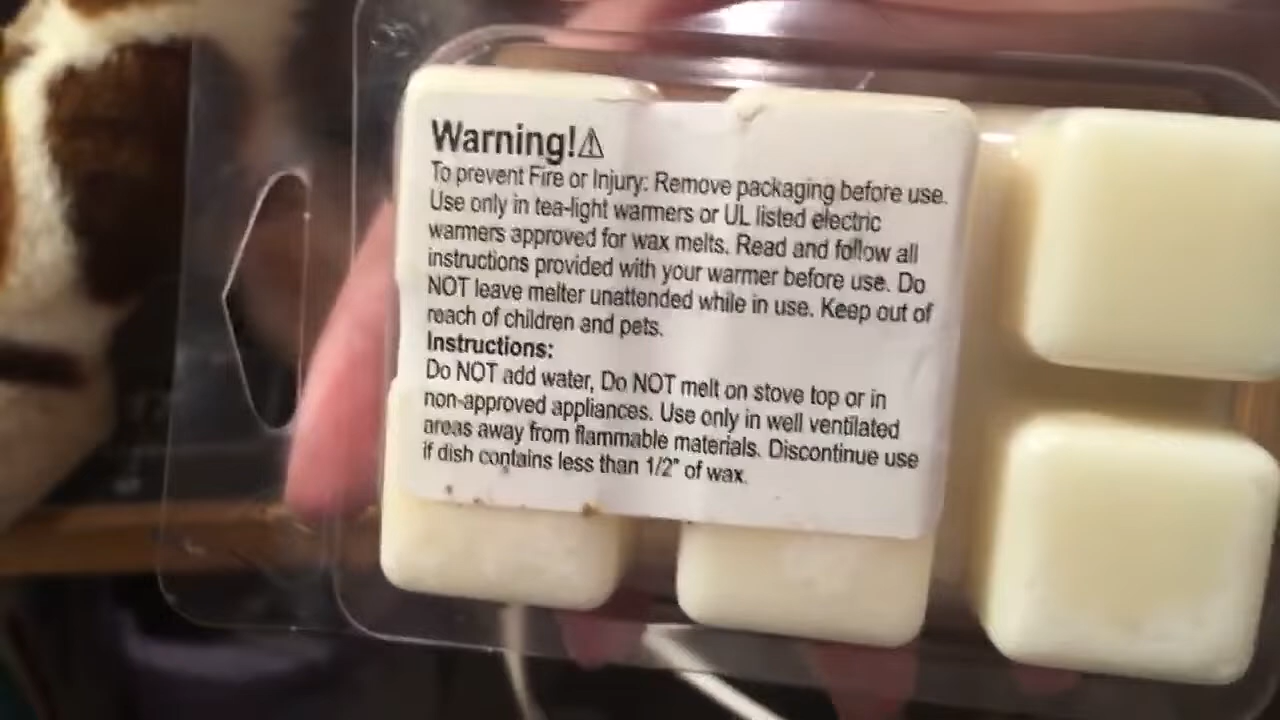 Warning!⚠
To prevent Fire or Injury: Remove packaging before use.
Use only in tea-light warmers or UL listed electric
warmers approved for wax melts. Read and follow all
instructions provided with your warmer before use. Do
NOT leave melter unattended while in use. Keep out of
reach of children and pets.
Instructions:
Do NOT add water, Do NOT melt on stove top or in
non-approved appliances. Use only in well ventilated
areas away from flammable materials. Discontinue use
if dish contains less than 1/2" of wax.